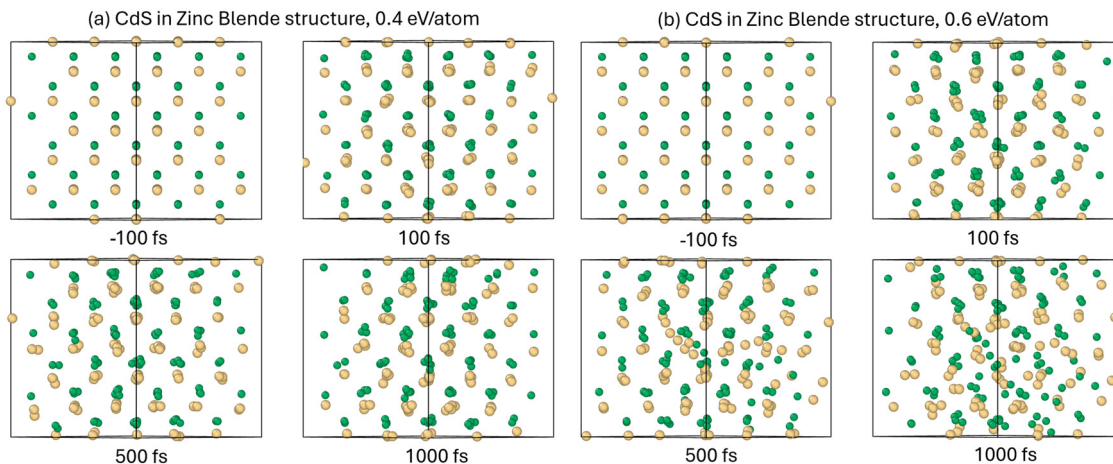 (a) CdS in Zinc Blende structure, 0.4 eV/atom
-100 fs
100 fs
500 fs
1000 fs
(b) CdS in Zinc Blende structure, 0.6 eV/atom
-100 fs
100 fs
500 fs
1000 fs